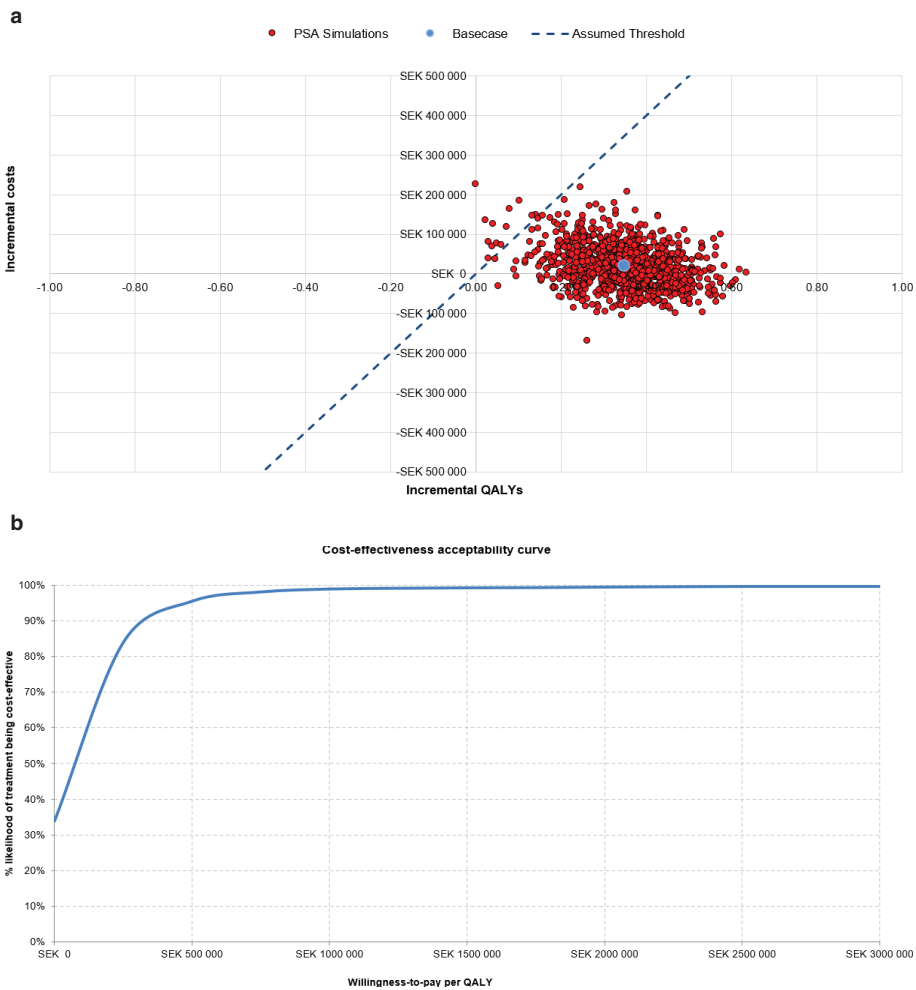 a
PSA Simulations Basecase Assumed Threshold
SEK 500 000
SEK 400 000
SEK 300 000
SEK 200 000
SEK 100 000
SEK 0
-1.00 -0.80 -0.60 -0.40 -0.20 0.00 0.20 0.60 0.80 1.00
-SEK 100 000
-SEK 200 000
-SEK 300 000
-SEK 400 000
-SEK 500 000
Incremental costs
Incremental QALYs
b
Cost-effectiveness acceptability curve
100%
90%
80%
70%
60%
50%
40%
30%
20%
10%
0%
% likelihood of treatment being cost-effective
SEK 0 SEK 500 000 SEK 1000 000 SEK 1500 000 SEK 2000 000 SEK 2500 000 SEK 3000 000
Willingness-to-pay per QALY